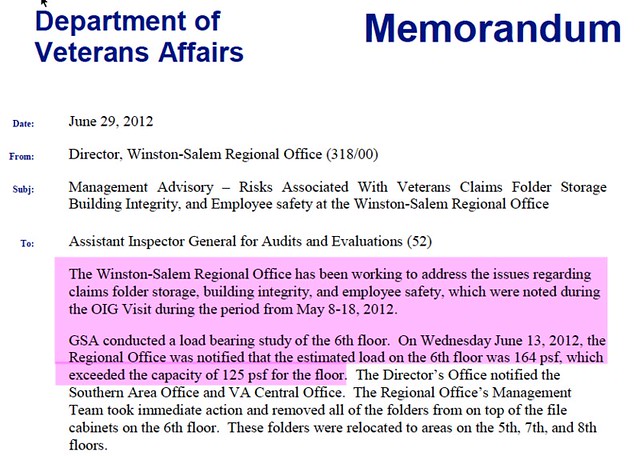 Department of
Veterans Affairs
Memorandum
Date: June 29, 2012
From: Director, Winston-Salem Regional Office (318/00)
Subj: Management Advisory – Risks Associated With Veterans Claims Folder Storage
Building Integrity, and Employee safety at the Winston-Salem Regional Office
To: Assistant Inspector General for Audits and Evaluations (52)
The Winston-Salem Regional Office has been working to address the issues regarding
claims folder storage, building integrity, and employee safety, which were noted during
the OIG Visit during the period from May 8-18, 2012.
GSA conducted a load bearing study of the 6th floor.  On Wednesday June 13, 2012, the
Regional Office was notified that the estimated load on the 6th floor was 164 psf, which
exceeded the capacity of 125 psf for the floor.  The Director's Office notified the
Southern Area Office and VA Central Office.  The Regional Office's Management
Team took immediate action and removed all of the folders from on top of the file
cabinets on the 6th floor.  These folders were relocated to areas on the 5th, 7th, and 8th
floors.